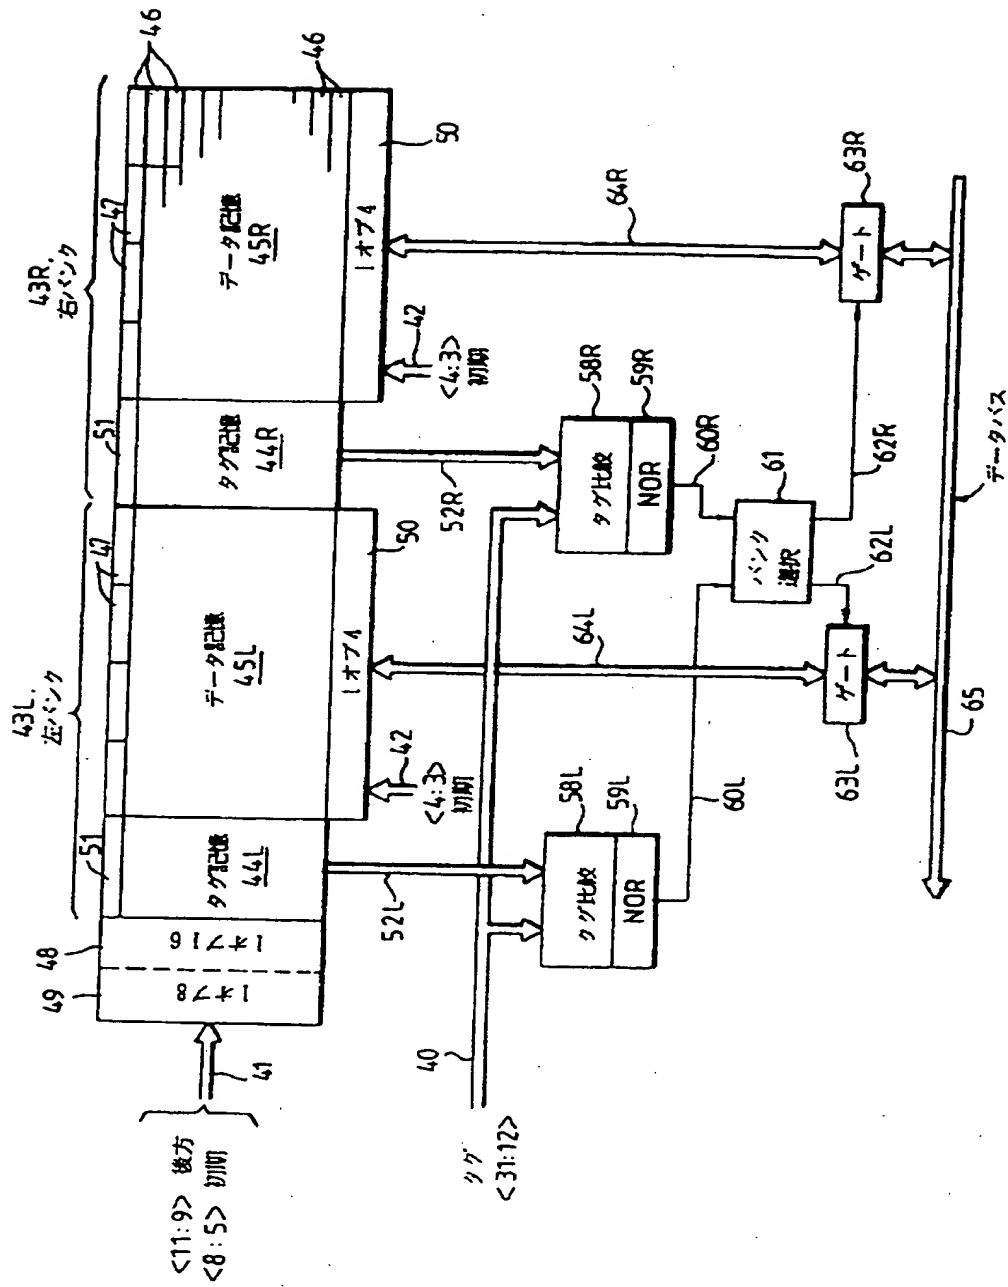 43L,
左バンク
43R,
右バンク
49
48
51
47
51
47
46
46
1オブ8
1オブ16
タグ記憶
44L
データ記憶
45L
タグ記憶
44R
データ記憶
45R
1オブ4
50
1オブ4
50
41
<11:9> 後方
<8:5> 初期
42
<4:3>
初期
42
<4:3>
初期
40
タグ
<31:12>
52L
52R
64L
64R
タグ比較
58L
NOR
59L
タグ比較
58R
NOR
59R
60L
60R
バンク
選択
61
62L
62R
ゲート
63L
ゲート
63R
65
データバス